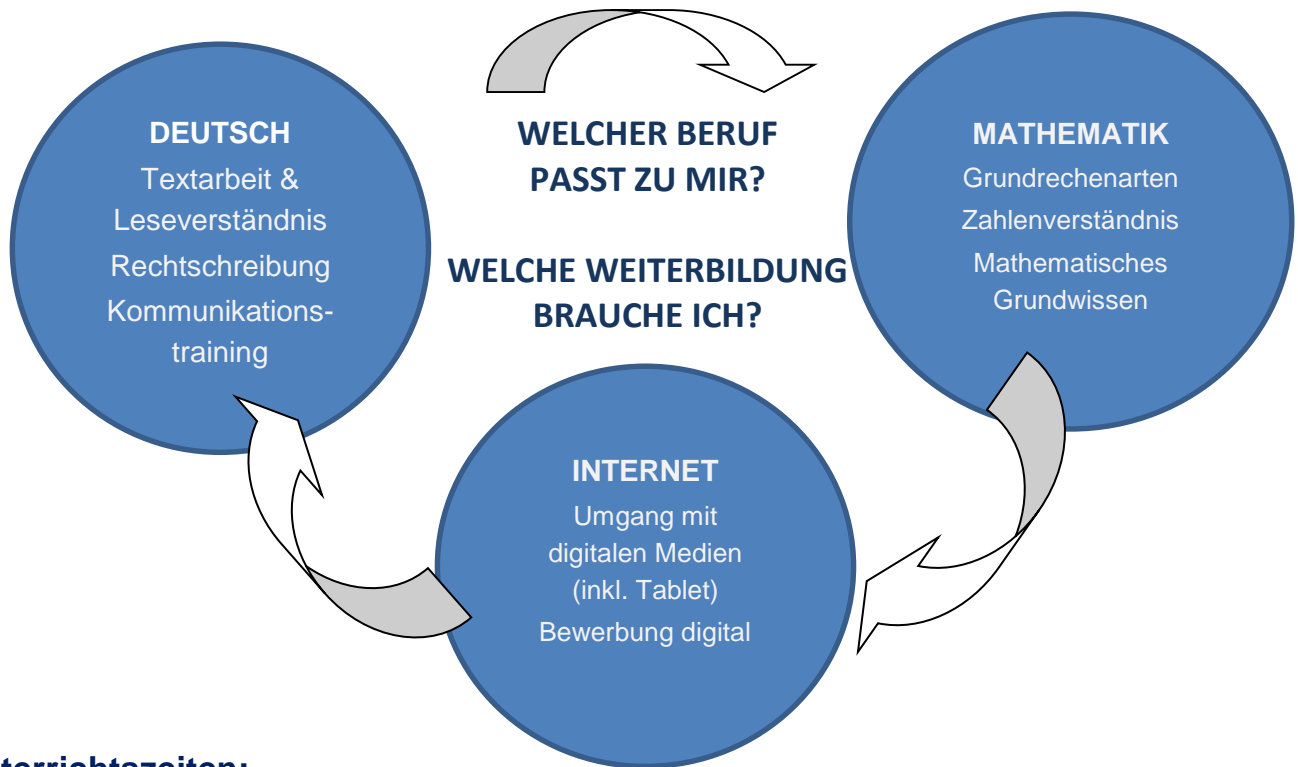 DEUTSCH
Textarbeit &
Leseverständnis
Rechtschreibung
Kommunikations-
training
WELCHER BERUF
PASST ZU MIR?
WELCHE WEITERBILDUNG
BRAUCHE ICH?
MATHEMATIK
Grundrechenarten
Zahlenverständnis
Mathematisches
Grundwissen
INTERNET
Umgang mit
digitalen Medien
(inkl. Tablet)
Bewerbung digital